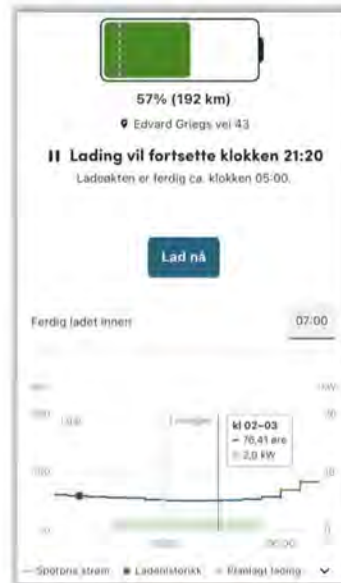 57% (192 km)
Edvard Griegs vei 43
Lading vil fortsette klokken 21:20
Ladeøkten er ferdig ca. klokken 05:00.
Lad nå
Ferdig ladet innen 07:00
I morgen
kl 02–03
76,41 øre
2,0 kW
Spotpris strøm Ladehistorikk Planlagt lading